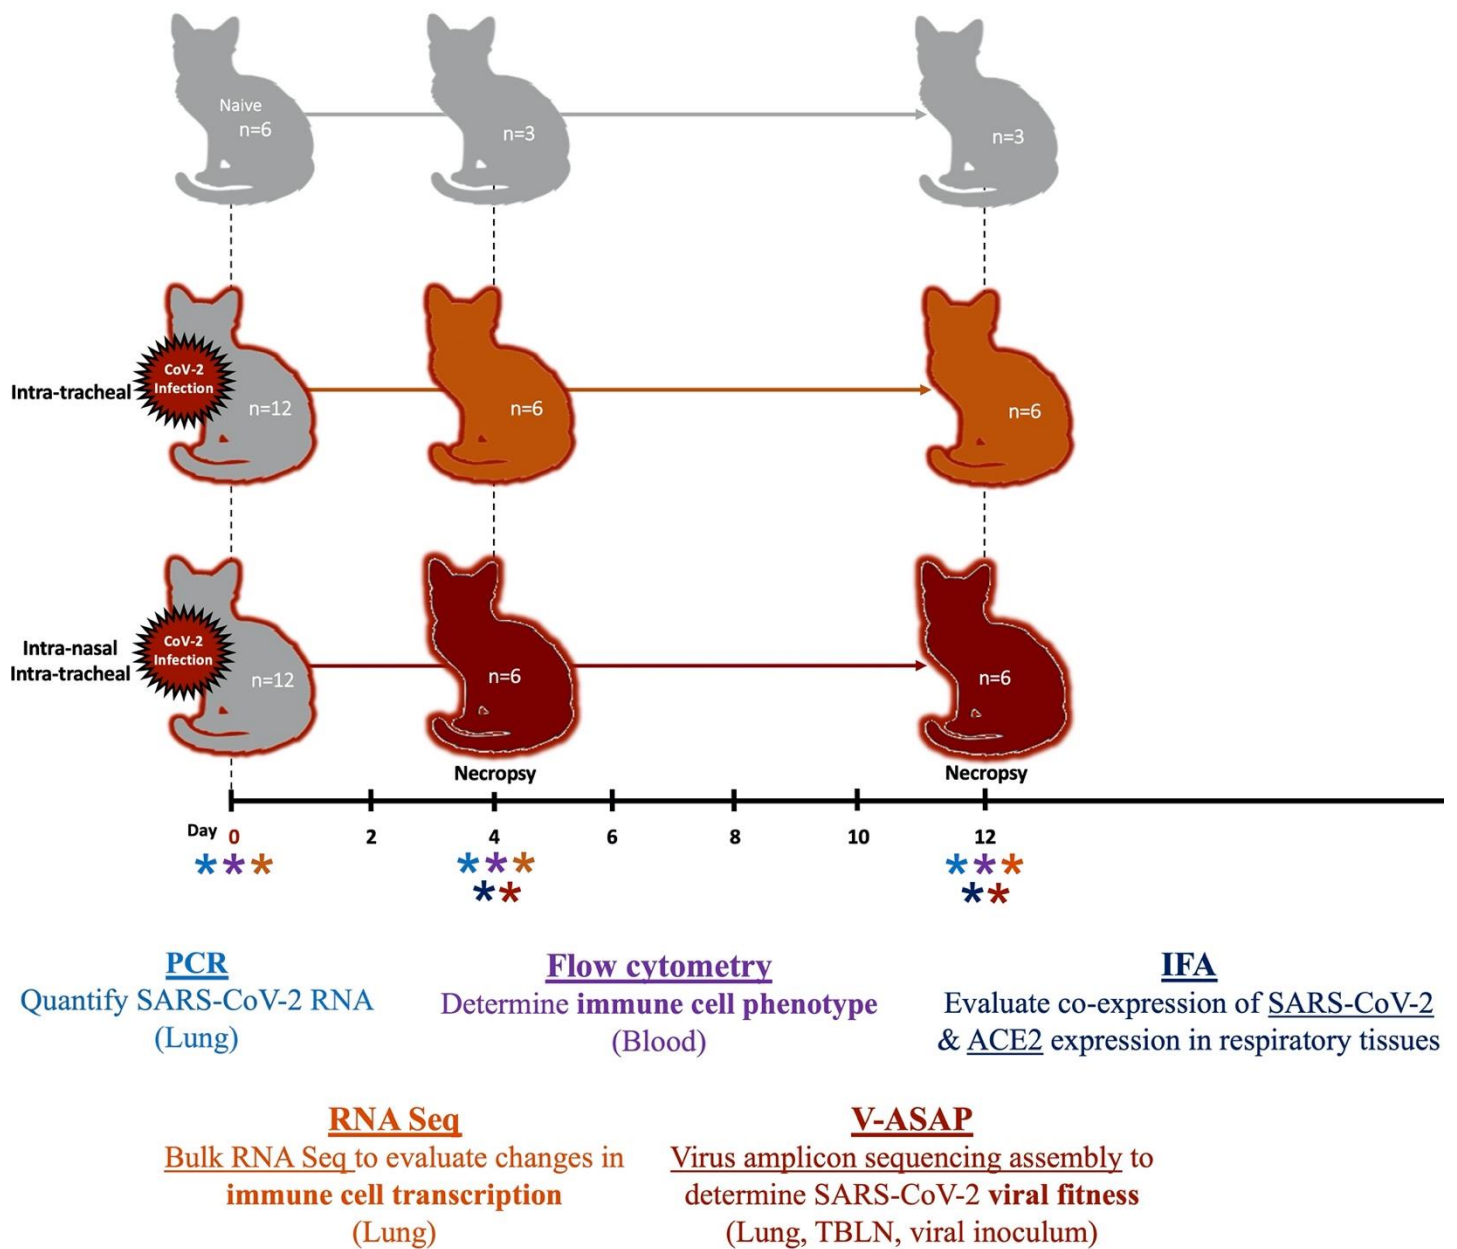 Naive
n=6
n=3
n=3
Intra-tracheal
CoV-2
Infection
n=12
n=6
n=6
Intra-nasal
Intra-tracheal
CoV-2
Infection
n=12
n=6
n=6
Necropsy
Necropsy
Day 0 2 4 6 8 10 12
* * * * * * * * *
* * * *
PCR
Quantify SARS-CoV-2 RNA
(Lung)
Flow cytometry
Determine immune cell phenotype
(Blood)
IFA
Evaluate co-expression of SARS-CoV-2
& ACE2 expression in respiratory tissues
RNA Seq
Bulk RNA Seq to evaluate changes in
immune cell transcription
(Lung)
V-ASAP
Virus amplicon sequencing assembly to
determine SARS-CoV-2 viral fitness
(Lung, TBLN, viral inoculum)